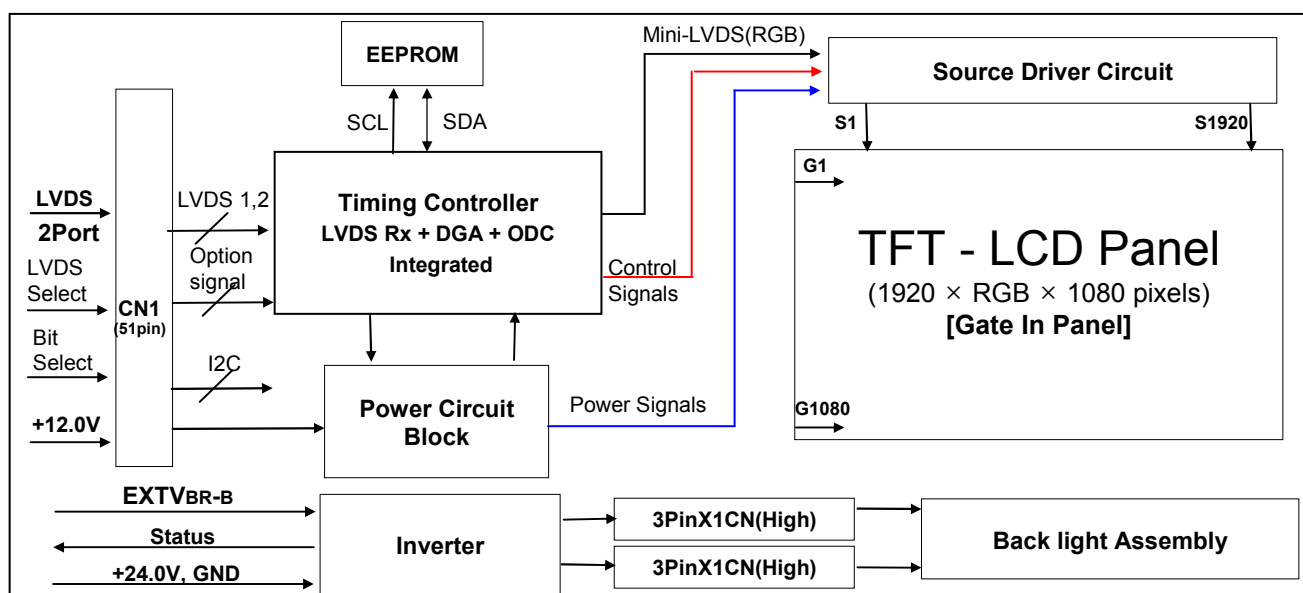 EEPROM
SCL
SDA
Mini-LVDS(RGB)
Source Driver Circuit
S1
S1920
LVDS
2Port
LVDS
Select
Bit
Select
+12.0V
CN1
(51pin)
LVDS 1,2
Option
signal
I2C
Timing Controller
LVDS Rx + DGA + ODC
Integrated
Control
Signals
Power Circuit
Block
Power Signals
G1
TFT - LCD Panel
(1920 × RGB × 1080 pixels)
[Gate In Panel]
G1080
EXTVBR-B
Status
+24.0V, GND
Inverter
3PinX1CN(High)
3PinX1CN(High)
Back light Assembly